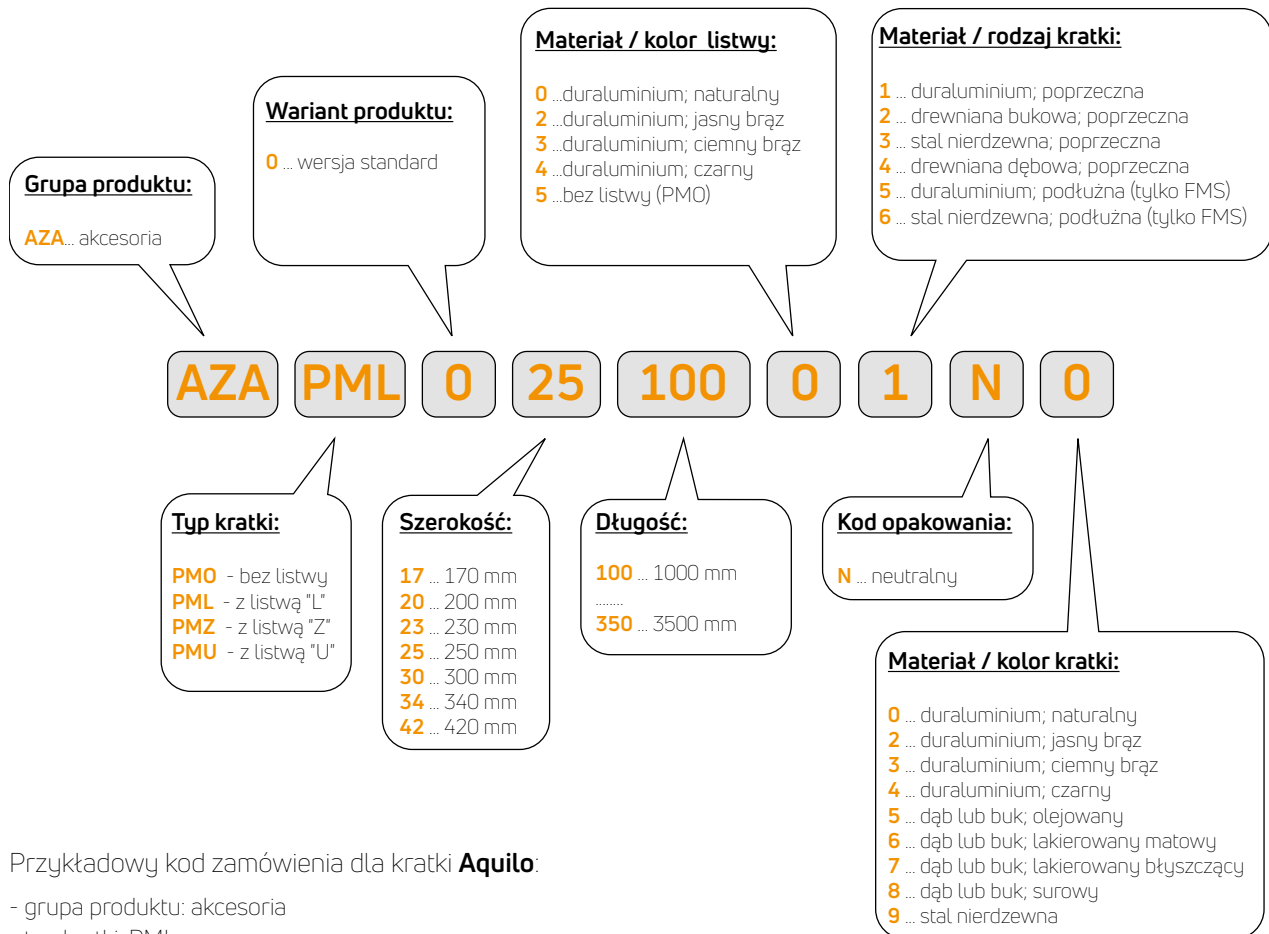 Grupa produktu:
AZA... akcesoria
Wariant produktu:
0 ... wersja standard
Materiał / kolor listwy:
0 ...duraluminium; naturalny
2 ...duraluminium; jasny brąz
3 ...duraluminium; ciemny brąz
4 ...duraluminium; czarny
5 ...bez listwy (PMO)
Materiał / rodzaj kratki:
1 ... duraluminium; poprzeczna
2 ... drewniana bukowa; poprzeczna
3 ... stal nierdzewna; poprzeczna
4 ... drewniana dębowa; poprzeczna
5 ... duraluminium; podłużna (tylko FMS)
6 ... stal nierdzewna; podłużna (tylko FMS)
AZA PML 0 25 100 0 1 N 0
Typ kratki:
PMO - bez listwy
PML - z listwą "L"
PMZ - z listwą "Z"
PMU - z listwą "U"
Szerokość:
17 ... 170 mm
20 ... 200 mm
23 ... 230 mm
25 ... 250 mm
30 ... 300 mm
34 ... 340 mm
42 ... 420 mm
Długość:
100 ... 1000 mm
........
350 ... 3500 mm
Kod opakowania:
N ... neutralny
Materiał / kolor kratki:
0 ... duraluminium; naturalny
2 ... duraluminium; jasny brąz
3 ... duraluminium; ciemny brąz
4 ... duraluminium; czarny
5 ... dąb lub buk; olejowany
6 ... dąb lub buk; lakierowany matowy
7 ... dąb lub buk; lakierowany błyszczący
8 ... dąb lub buk; surowy
9 ... stal nierdzewna
Przykładowy kod zamówienia dla kratki Aquilo:
- grupa produktu: akcesoria